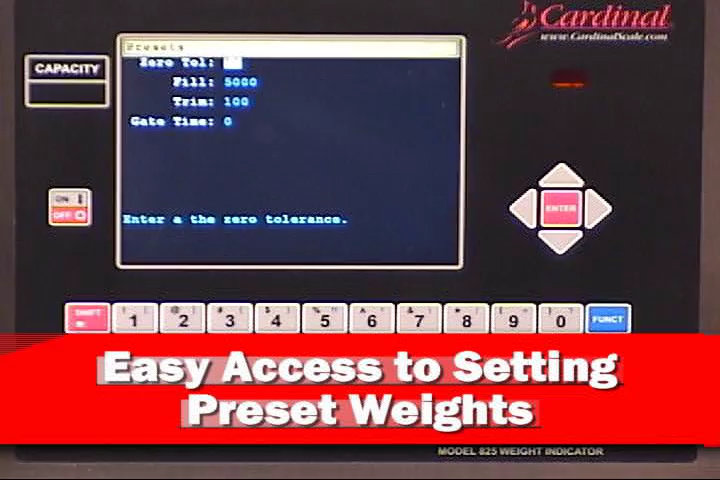 Cardinal
www.CardinalScale.com
CAPACITY
Presets
Zero Tol:
Fill: 5000
Trim: 100
Gate Time: 0
Enter a the zero tolerance.
ON
OFF
ENTER
SHIFT
1 2 3 4 5 6 7 8 9 0
FUNCT
Easy Access to Setting
Preset Weights
MODEL 825 WEIGHT INDICATOR